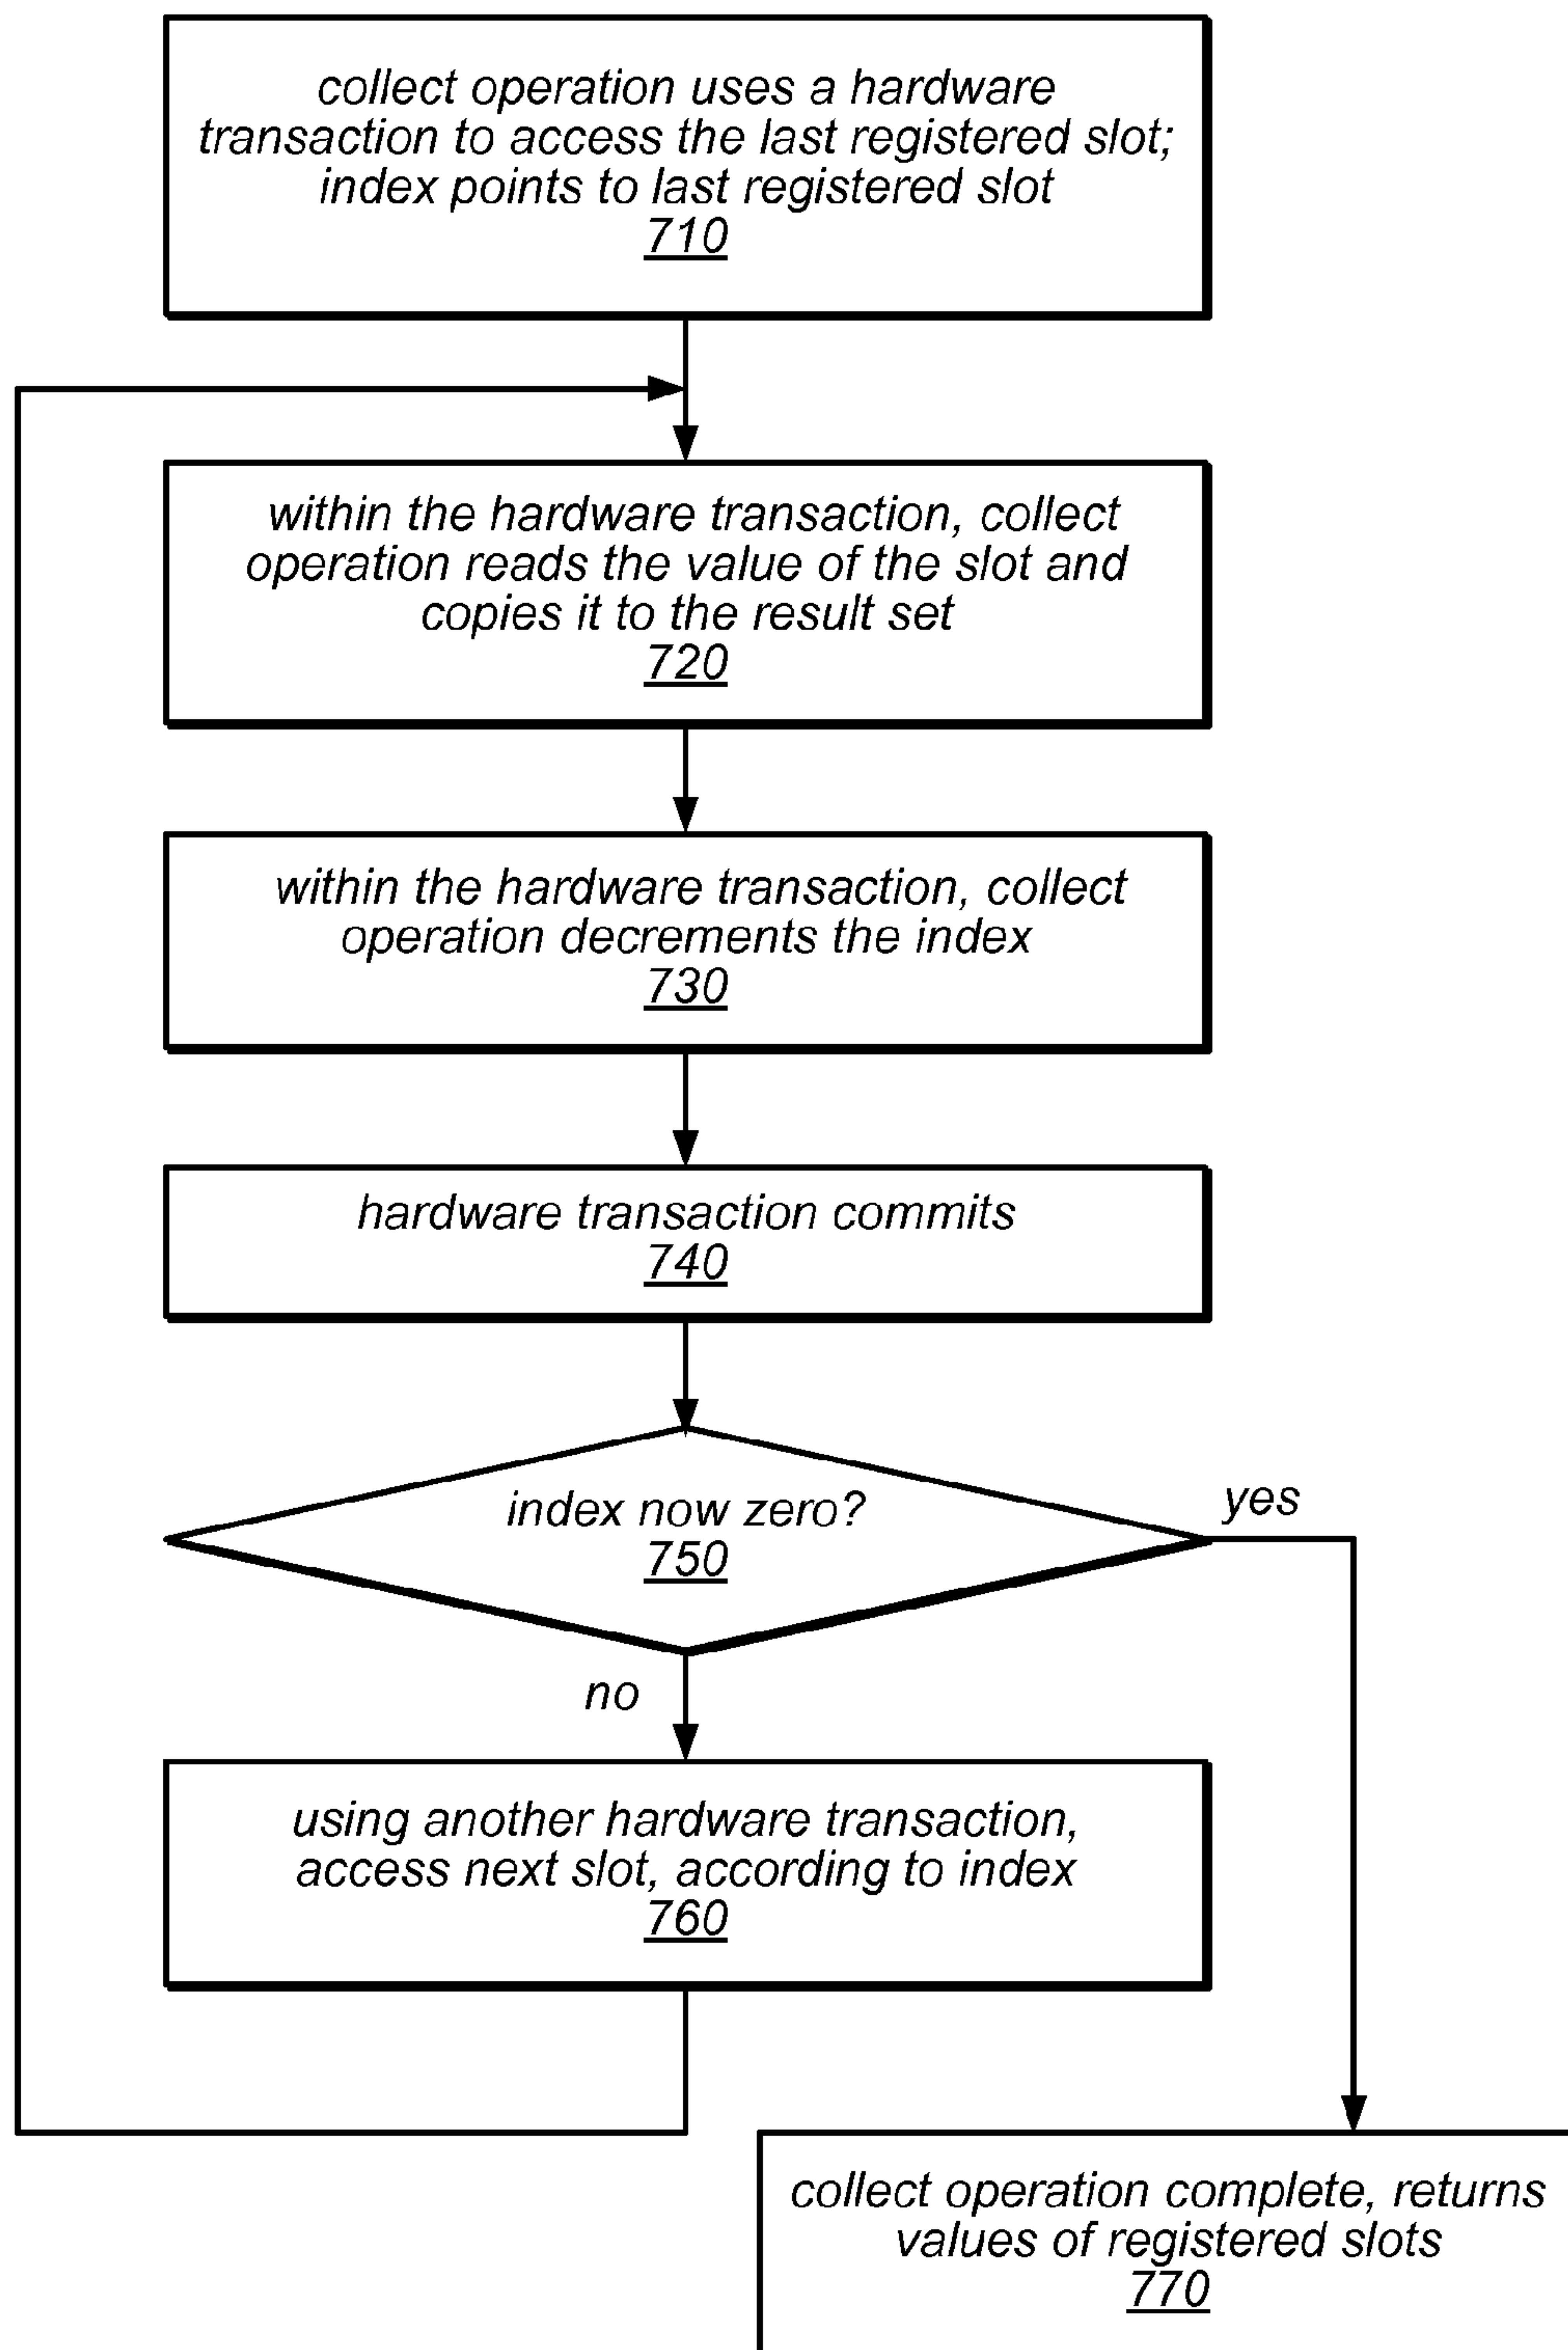 collect operation uses a hardware
transaction to access the last registered slot;
index points to last registered slot
710
within the hardware transaction, collect
operation reads the value of the slot and
copies it to the result set
720
within the hardware transaction, collect
operation decrements the index
730
hardware transaction commits
740
index now zero?
750
yes
no
using another hardware transaction,
access next slot, according to index
760
collect operation complete, returns
values of registered slots
770